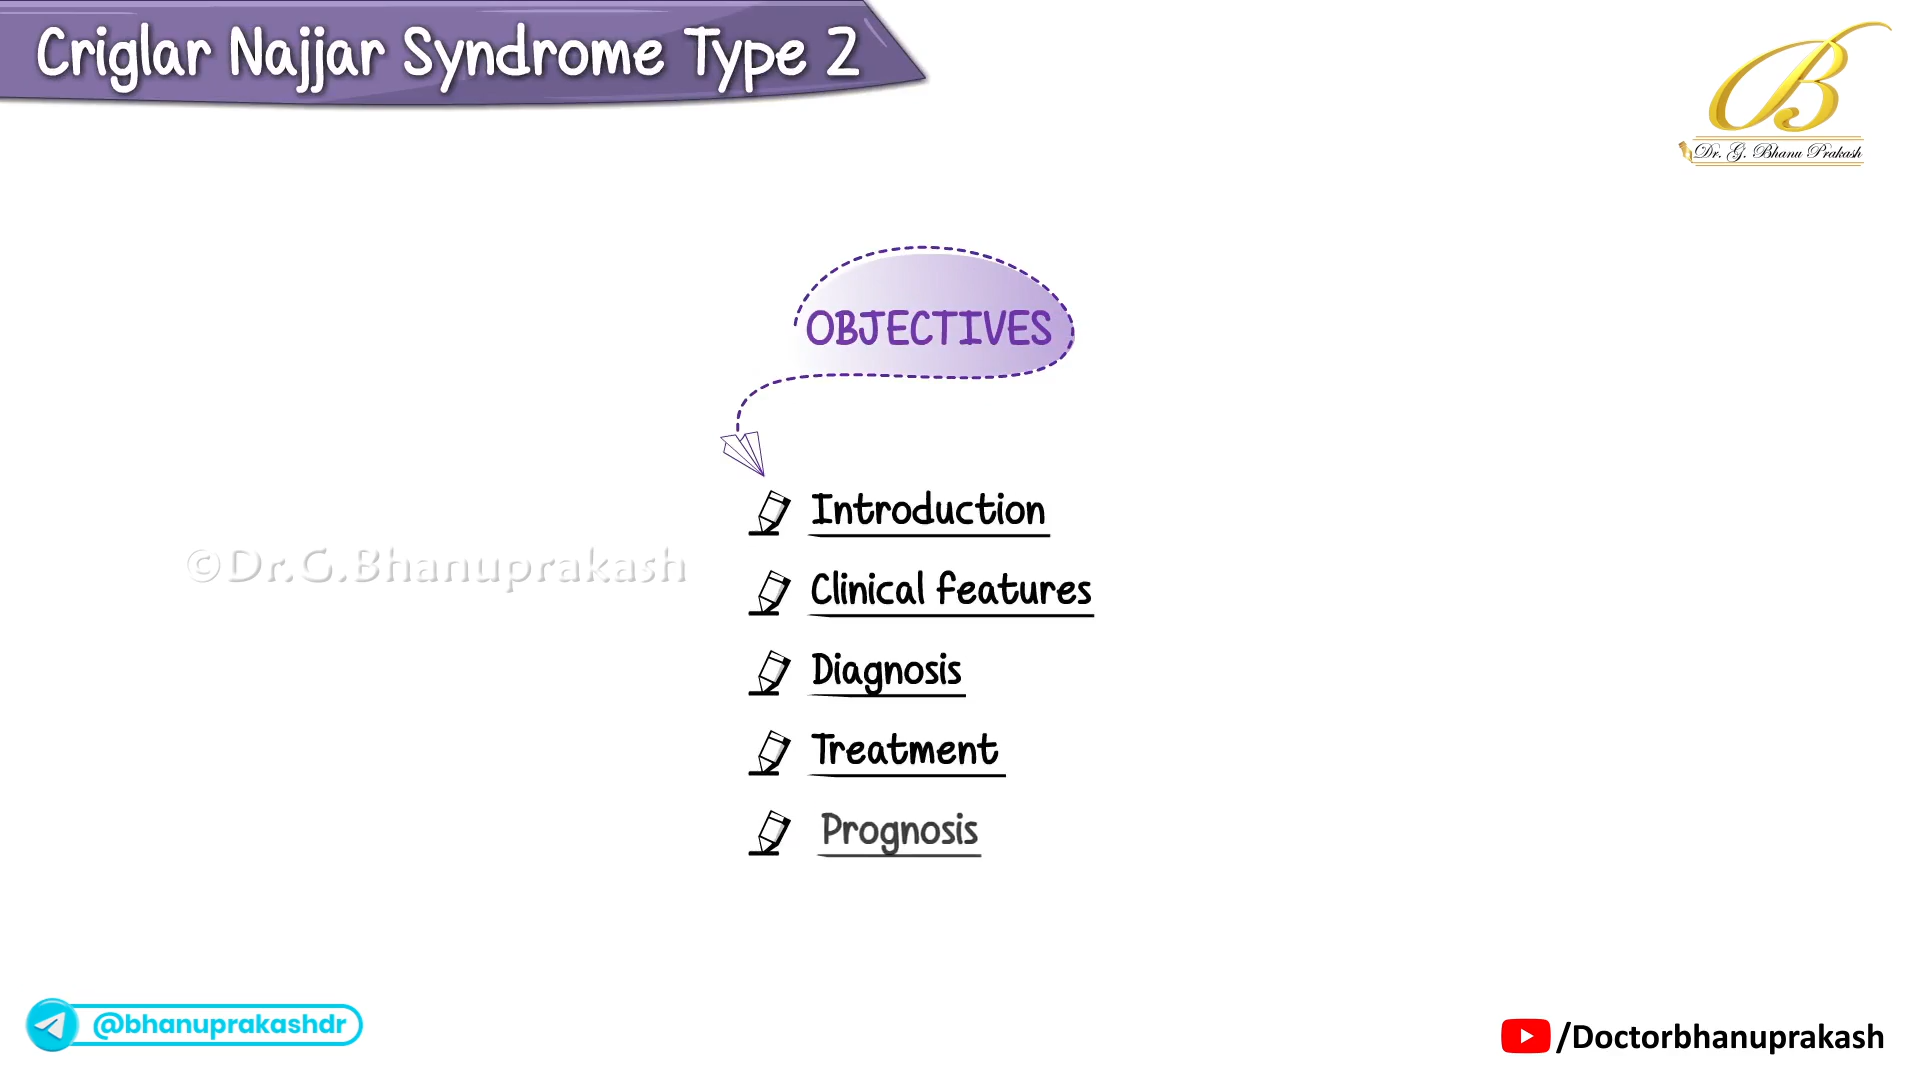 Criglar Najjar Syndrome Type 2
B
Dr. G. Bhanu Prakash
OBJECTIVES
Introduction
©Dr.G.Bhanuprakash
Clinical features
Diagnosis
Treatment
Prognosis
@bhanuprakashdr
/Doctorbhanuprakash